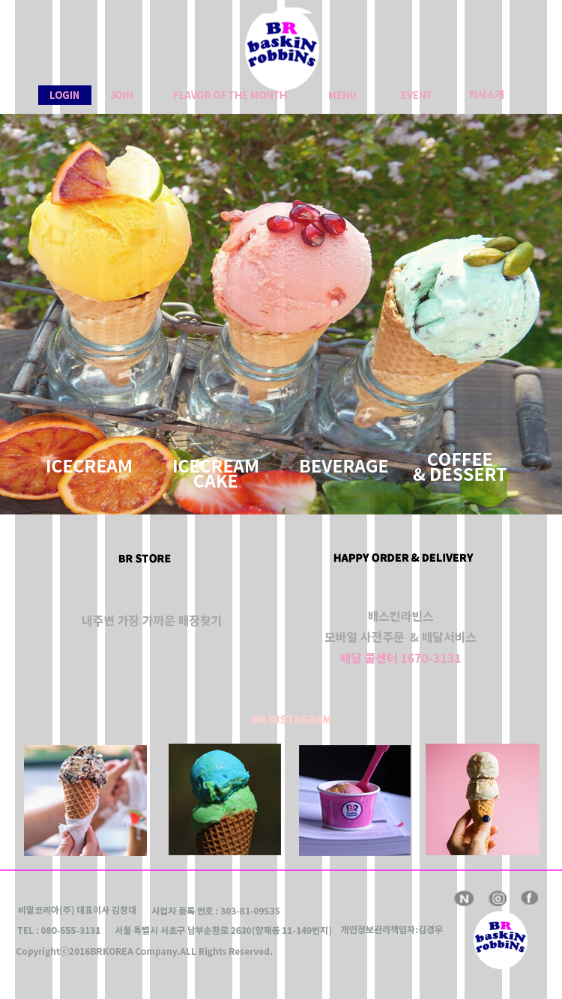 BR
baskiN
robbiNs
LOGIN JOIN FLAVOR OF THE MONTH MENU EVENT 회사소개
ICECREAM
ICECREAM
CAKE
BEVERAGE
COFFEE
& DESSERT
BR STORE
내주변 가장 가까운 매장찾기
HAPPY ORDER & DELIVERY
배스킨라빈스
모바일 사전주문 & 배달서비스
배달 콜센터 1670-3131
BR INSTAGRAM
BR
N
f
비알코리아(주) 대표이사 김창대 사업자 등록 번호 : 303-81-09535
TEL : 080-555-3131 서울 특별시 서초구 남부순환로 2630(양재동 11-149번지) 개인정보관리책임자:김경우
Copyrightⓒ2016BRKOREA Company.ALL Rights Reserved.
BR
baskiN
robbiNs